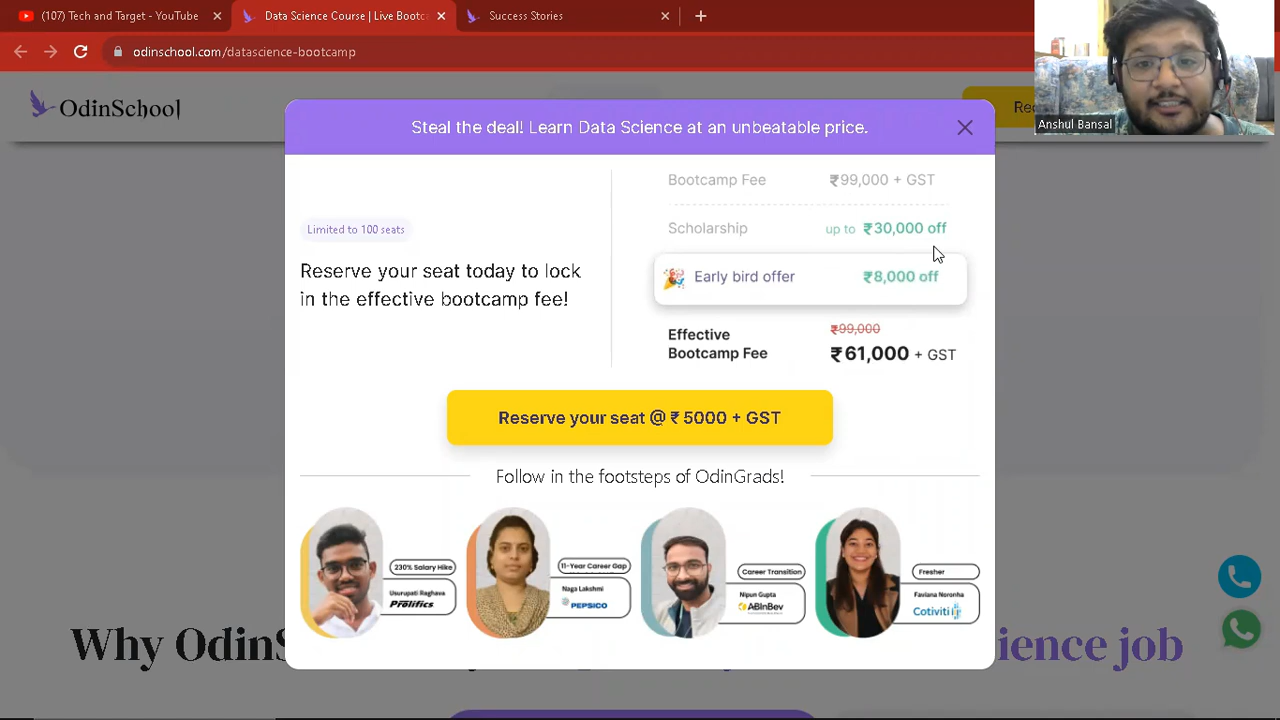 (107) Tech and Target - YouTube
Data Science Course | Live Bootc
Success Stories
odinschool.com/datascience-bootcamp
Anshul Bansal
OdinSchool
Steal the deal! Learn Data Science at an unbeatable price.
Limited to 100 seats
Reserve your seat today to lock
in the effective bootcamp fee!
Bootcamp Fee ₹99,000 + GST
Scholarship up to ₹30,000 off
Early bird offer ₹8,000 off
Effective
Bootcamp Fee
₹99,000
₹61,000 + GST
Reserve your seat @ ₹ 5000 + GST
Follow in the footsteps of OdinGrads!
230% Salary Hike
Usurupati Raghava
Prolifics
11-Year Career Gap
Naga Lakshmi
PEPSICO
Career Transition
Nipun Gupta
ABInBev
Fresher
Faviana Noronha
Cotiviti
Why OdinS
ience job